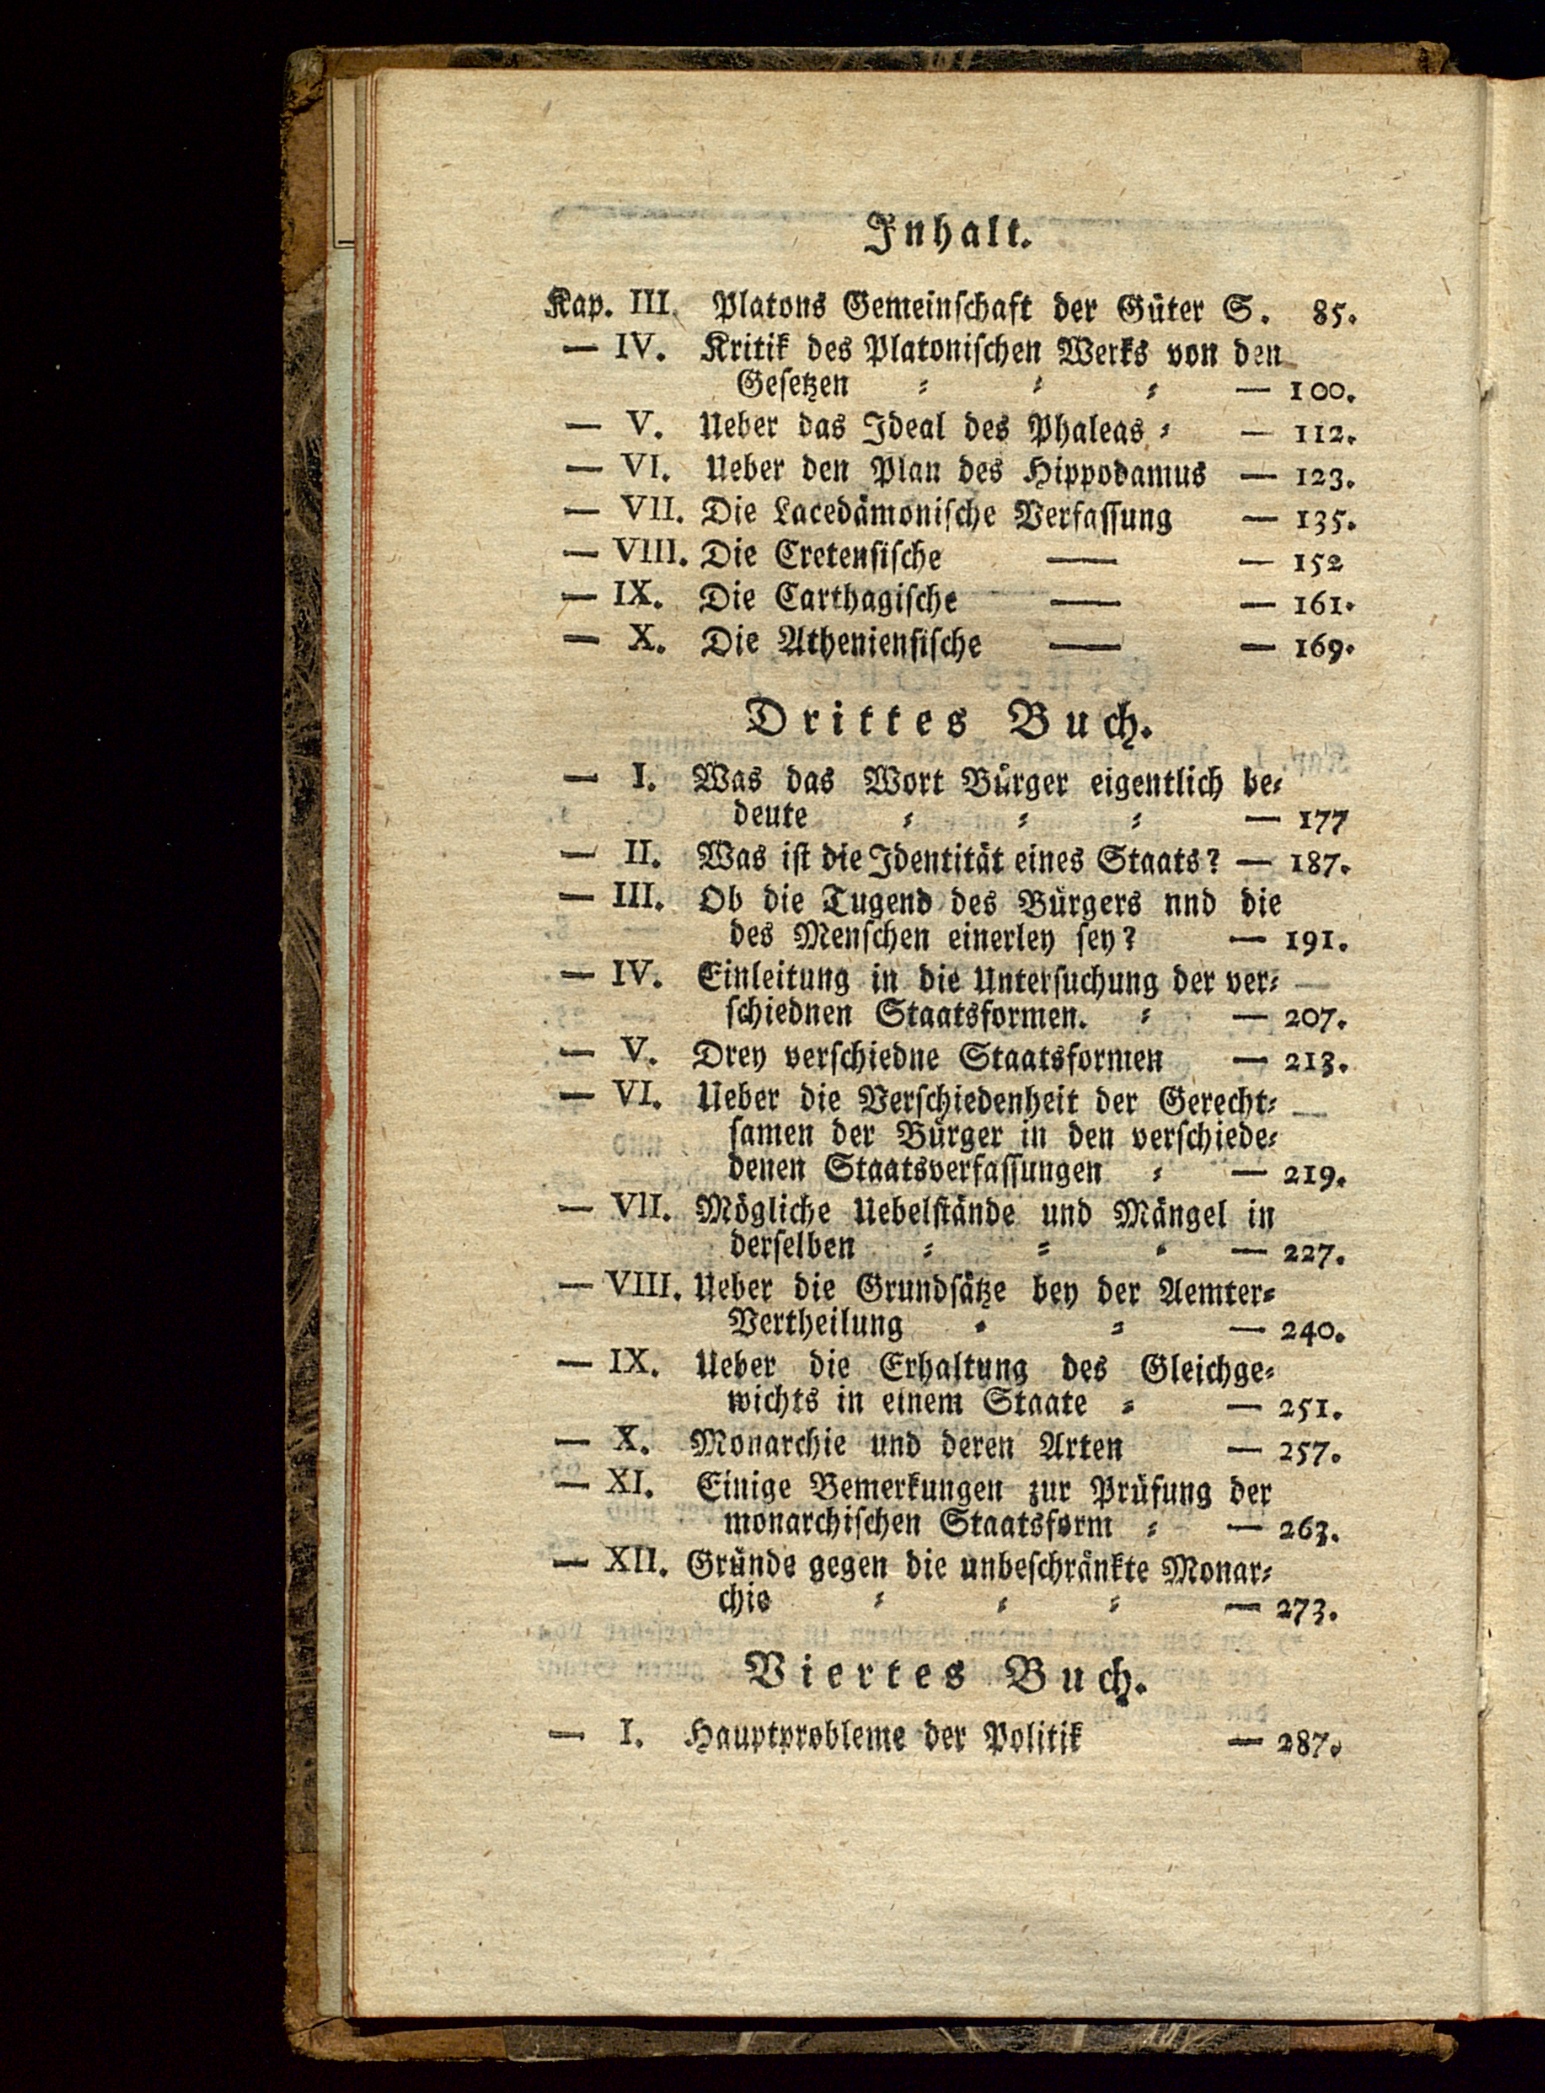 Inhalt.
Kap. III. Platons Gemeinschaft der Güter S. 85.
— IV. Kritik des Platonischen Werks von den
Gesetzen = = = — 100.
— V. Ueber das Ideal des Phaleas = — 112.
— VI. Ueber den Plan des Hippodamus — 123.
— VII. Die Lacedämonische Verfassung — 135.
— VIII. Die Cretensische — — 152
— IX. Die Carthagische — — 161.
— X. Die Atheniensische — — 169.
Drittes Buch.
— I. Was das Wort Bürger eigentlich be=
deute = = = — 177
— II. Was ist die Identität eines Staats? — 187.
— III. Ob die Tugend des Bürgers nnd die
des Menschen einerley sey? — 191.
— IV. Einleitung in die Untersuchung der ver=
schiednen Staatsformen. = — 207.
— V. Drey verschiedne Staatsformen — 213.
— VI. Ueber die Verschiedenheit der Gerecht=
samen der Bürger in den verschiede=
denen Staatsverfassungen = — 219.
— VII. Mögliche Uebelstände und Mängel in
derselben = = = — 227.
— VIII. Ueber die Grundsätze bey der Aemter=
Vertheilung = = — 240.
— IX. Ueber die Erhaltung des Gleichge=
wichts in einem Staate = — 251.
— X. Monarchie und deren Arten — 257.
— XI. Einige Bemerkungen zur Prüfung der
monarchischen Staatsform = — 263.
— XII. Gründe gegen die unbeschränkte Monar=
chie = = = — 273.
Viertes Buch.
— I. Hauptprobleme der Politik — 287.